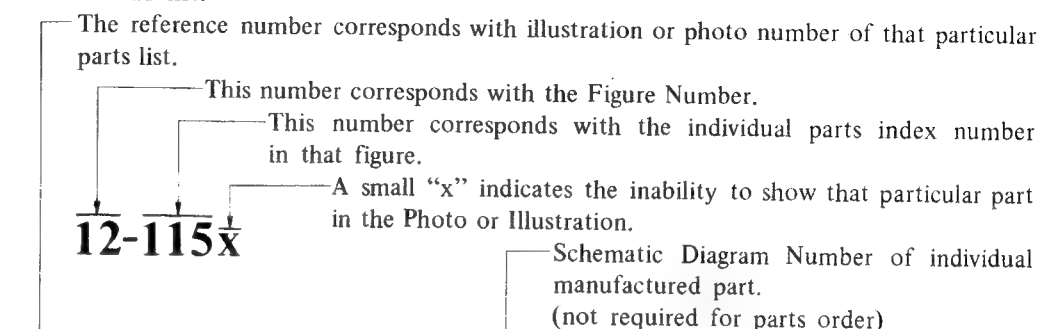 The reference number corresponds with illustration or photo number of that particular
parts list.
This number corresponds with the Figure Number.
This number corresponds with the individual parts index number
in that figure.
A small “x” indicates the inability to show that particular part
in the Photo or Illustration.
12-115x
Schematic Diagram Number of individual
manufactured part.
(not required for parts order)